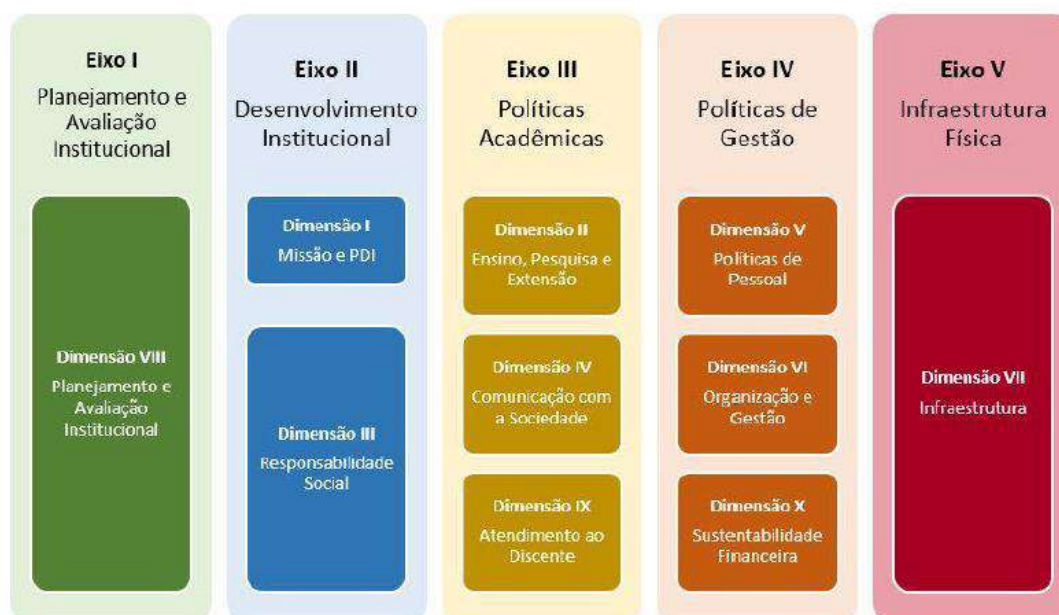 Eixo I
Planejamento e
Avaliação
Institucional
Dimensão VIII
Planejamento e
Avaliação
Institucional
Eixo II
Desenvolvimento
Institucional
Dimensão I
Missão e PDI
Dimensão III
Responsabilidade
Social
Eixo III
Políticas
Acadêmicas
Dimensão II
Ensino, Pesquisa e
Extensão
Dimensão IV
Comunicação com
a Sociedade
Dimensão IX
Atendimento ao
Discente
Eixo IV
Políticas de
Gestão
Dimensão V
Políticas de
Pessoal
Dimensão VI
Organização e
Gestão
Dimensão X
Sustentabilidade
Financeira
Eixo V
Infraestrutura
Física
Dimensão VII
Infraestrutura